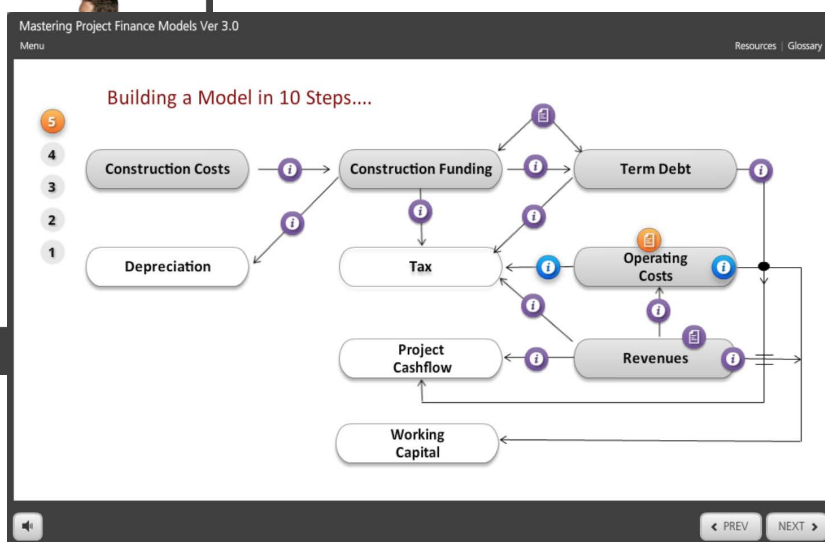 Mastering Project Finance Models Ver 3.0
Menu
Resources | Glossary
Building a Model in 10 Steps....
5
4
3
2
1
Construction Costs
i
Construction Funding
i
Term Debt
i
i
i
Depreciation
Tax
i
Operating
Costs
i
i
i
Project
Cashflow
i
Revenues
i
Working
Capital
PREV
NEXT